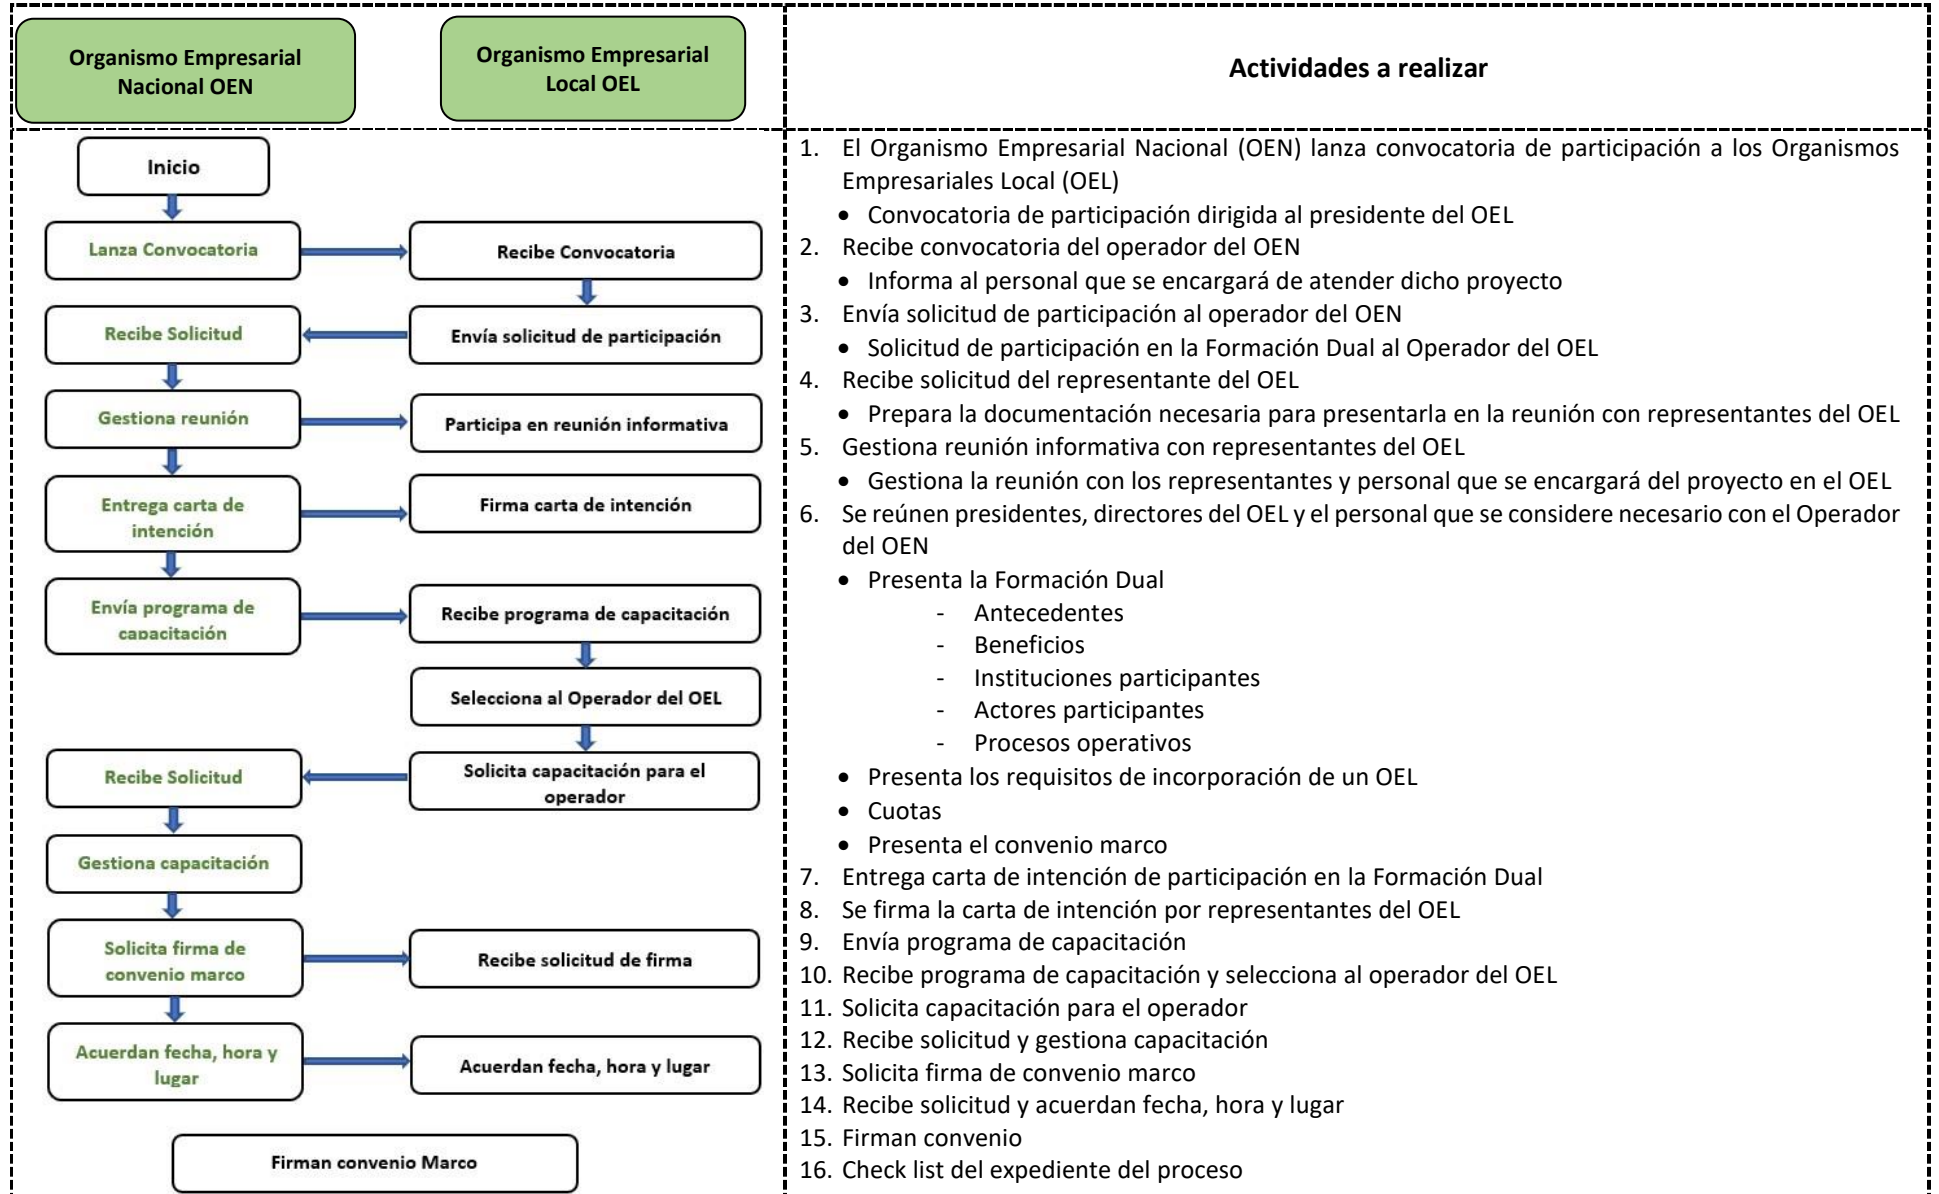 Organismo Empresarial
Nacional OEN
Organismo Empresarial
Local OEL
Actividades a realizar
Inicio
Lanza Convocatoria
Recibe Convocatoria
Recibe Solicitud
Envía solicitud de participación
Gestiona reunión
Participa en reunión informativa
Entrega carta de
intención
Firma carta de intención
Envía programa de
capacitación
Recibe programa de capacitación
Selecciona al Operador del OEL
Recibe Solicitud
Solicita capacitación para el
operador
Gestiona capacitación
Solicita firma de
convenio marco
Recibe solicitud de firma
Acuerdan fecha, hora y
lugar
Acuerdan fecha, hora y lugar
Firman convenio Marco
1. El Organismo Empresarial Nacional (OEN) lanza convocatoria de participación a los Organismos
Empresariales Local (OEL)
• Convocatoria de participación dirigida al presidente del OEL
2. Recibe convocatoria del operador del OEN
• Informa al personal que se encargará de atender dicho proyecto
3. Envía solicitud de participación al operador del OEN
• Solicitud de participación en la Formación Dual al Operador del OEL
4. Recibe solicitud del representante del OEL
• Prepara la documentación necesaria para presentarla en la reunión con representantes del OEL
5. Gestiona reunión informativa con representantes del OEL
• Gestiona la reunión con los representantes y personal que se encargará del proyecto en el OEL
6. Se reúnen presidentes, directores del OEL y el personal que se considere necesario con el Operador
del OEN
• Presenta la Formación Dual
- Antecedentes
- Beneficios
- Instituciones participantes
- Actores participantes
- Procesos operativos
• Presenta los requisitos de incorporación de un OEL
• Cuotas
• Presenta el convenio marco
7. Entrega carta de intención de participación en la Formación Dual
8. Se firma la carta de intención por representantes del OEL
9. Envía programa de capacitación
10. Recibe programa de capacitación y selecciona al operador del OEL
11. Solicita capacitación para el operador
12. Recibe solicitud y gestiona capacitación
13. Solicita firma de convenio marco
14. Recibe solicitud y acuerdan fecha, hora y lugar
15. Firman convenio
16. Check list del expediente del proceso